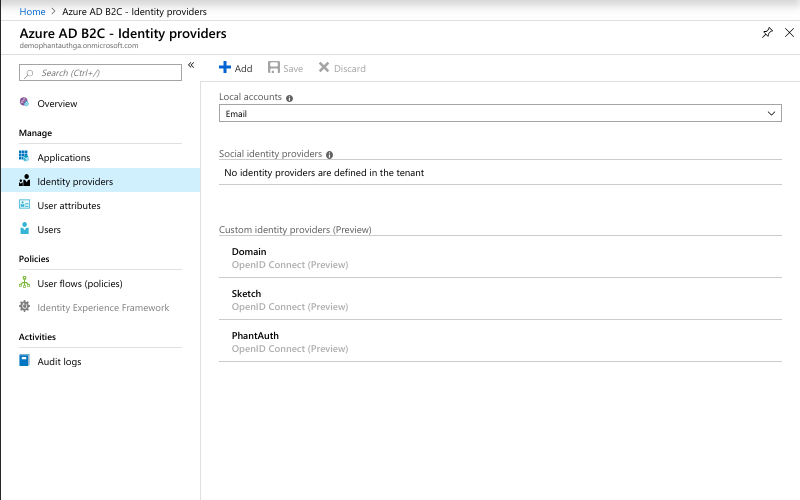 Home > Azure AD B2C - Identity providers
Azure AD B2C - Identity providers
demophantauthga.onmicrosoft.com
Search (Ctrl+/)
«
Overview
Manage
Applications
Identity providers
User attributes
Users
Policies
User flows (policies)
Identity Experience Framework
Activities
Audit logs
Add Save Discard
Local accounts
Email
Social identity providers
No identity providers are defined in the tenant
Custom identity providers (Preview)
Domain
OpenID Connect (Preview)
Sketch
OpenID Connect (Preview)
PhantAuth
OpenID Connect (Preview)